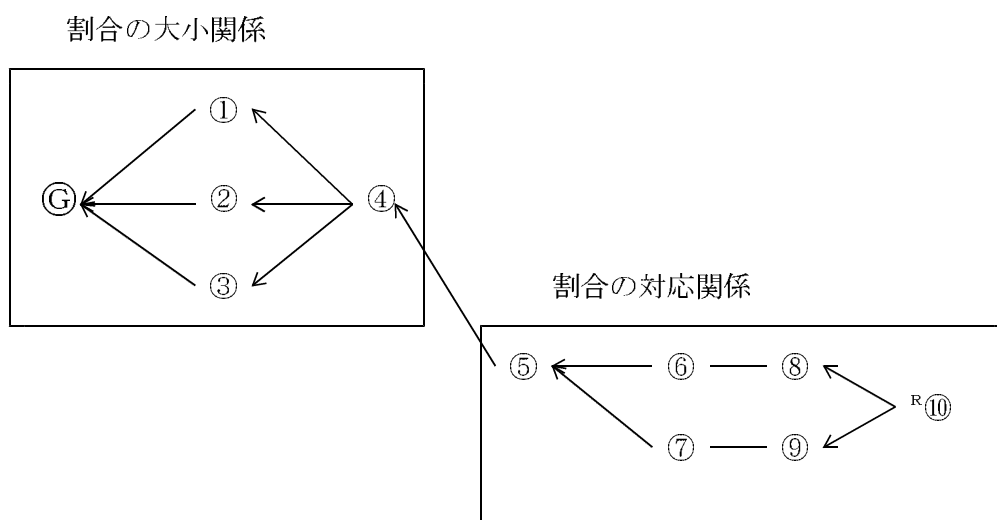 割合の大小関係
①
Ⓖ ② ④
③
割合の対応関係
⑤ ⑥ ⑧
R⑩
⑦ ⑨